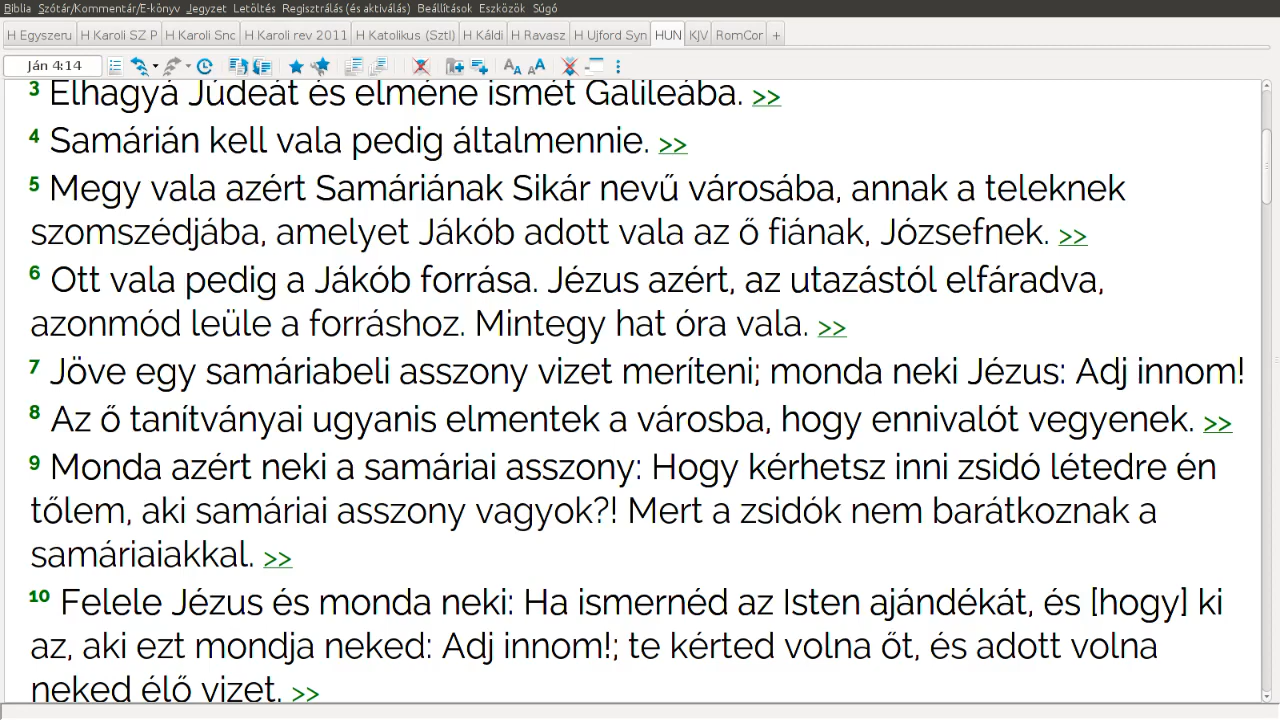 Biblia Szótár/Kommentár/E-könyv Jegyzet Letöltés Regisztrálás (és aktiválás) Beállítások Eszközök Súgó
H Egyszeru H Karoli SZ P H Karoli Snc H Karoli rev 2011 H Katolikus (Sztl) H Káldi H Ravasz H Ujford Syn HUN KJV RomCor +
Ján 4:14
3 Elhagyá Júdeát és elméne ismét Galileába. >>
4 Samárián kell vala pedig általmennie. >>
5 Megy vala azért Samáriának Sikár nevű városába, annak a teleknek
szomszédjába, amelyet Jákób adott vala az ő fiának, Józsefnek. >>
6 Ott vala pedig a Jákób forrása. Jézus azért, az utazástól elfáradva,
azonmód leüle a forráshoz. Mintegy hat óra vala. >>
7 Jöve egy samáriabeli asszony vizet meríteni; monda neki Jézus: Adj innom!
8 Az ő tanítványai ugyanis elmentek a városba, hogy ennivalót vegyenek. >>
9 Monda azért neki a samáriai asszony: Hogy kérhetsz inni zsidó létedre én
tőlem, aki samáriai asszony vagyok?! Mert a zsidók nem barátkoznak a
samáriaiakkal. >>
10 Felele Jézus és monda neki: Ha ismernéd az Isten ajándékát, és [hogy] ki
az, aki ezt mondja neked: Adj innom!; te kérted volna őt, és adott volna
neked élő vizet. >>